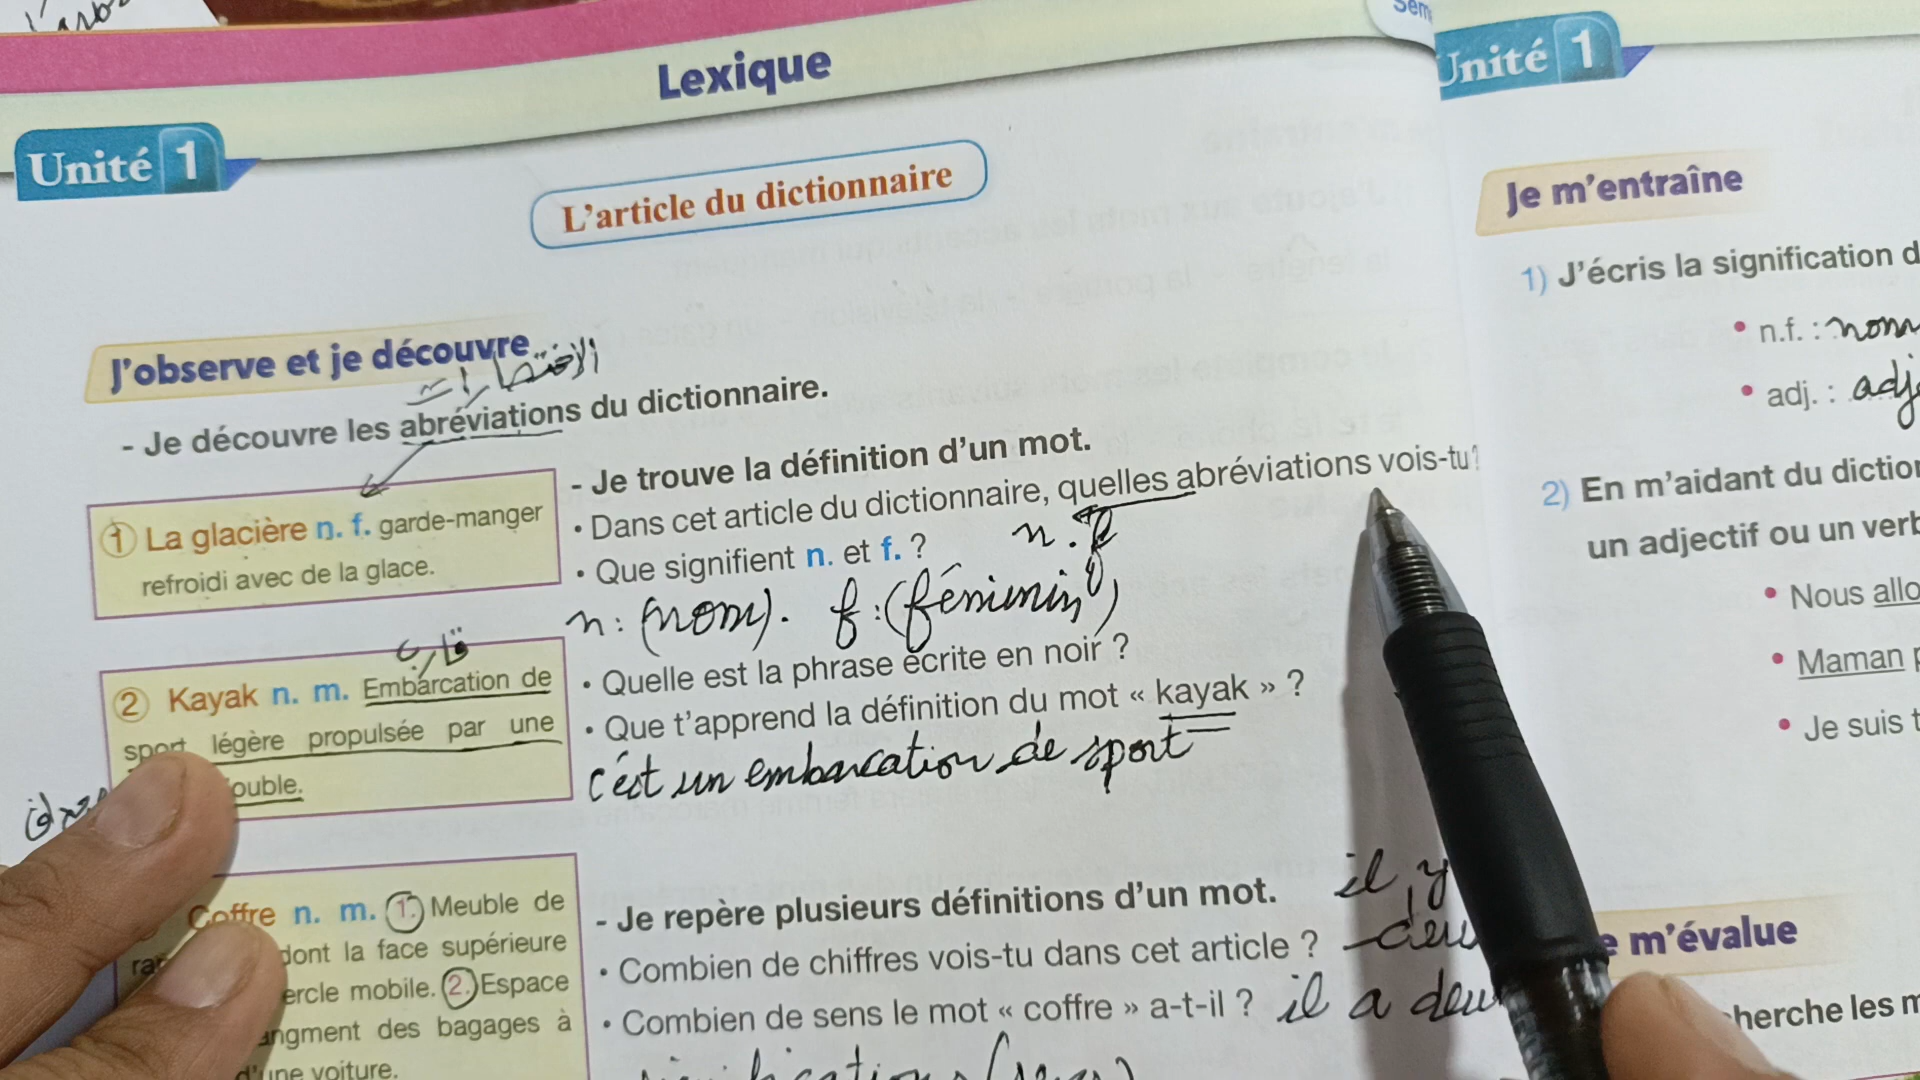 Lexique
Sem
Unité 1
L'article du dictionnaire
J'observe et je découvre
الاختصارات
- Je découvre les abréviations du dictionnaire.
① La glacière n. f. garde-manger
refroidi avec de la glace.
- Je trouve la définition d'un mot.
• Dans cet article du dictionnaire, quelles abréviations vois-tu?
n. f
• Que signifient n. et f. ?
n: (nom). f:(féminin)
قارب
② Kayak n. m. Embarcation de
sport légère propulsée par une
ouble.
• Quelle est la phrase écrite en noir ?
• Que t'apprend la définition du mot « kayak » ?
c'est un embarcation de sport
Coffre n. m. 1. Meuble de
dont la face supérieure
ercle mobile. 2. Espace
angment des bagages à
d'une voiture.
- Je repère plusieurs définitions d'un mot.
il y
• Combien de chiffres vois-tu dans cet article ?
• Combien de sens le mot « coffre » a-t-il ? il a deu
Unité 1
Je m'entraîne
1) J'écris la signification d
• n.f. : nom
• adj. : adj
2) En m'aidant du diction
un adjectif ou un verb
• Nous allo
• Maman p
• Je suis t
e m'évalue
herche les m